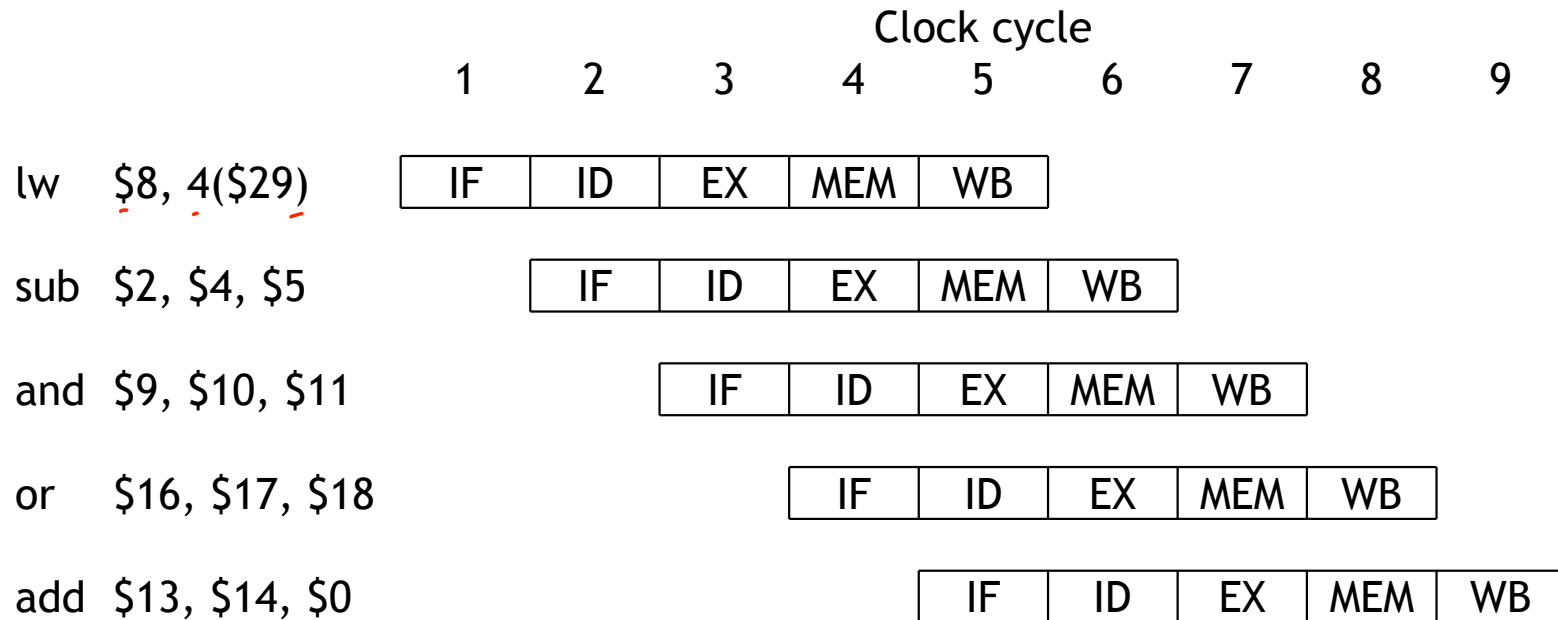 Clock cycle
1 2 3 4 5 6 7 8 9
lw $8, 4($29) IF ID EX MEM WB
sub $2, $4, $5 IF ID EX MEM WB
and $9, $10, $11 IF ID EX MEM WB
or $16, $17, $18 IF ID EX MEM WB
add $13, $14, $0 IF ID EX MEM WB